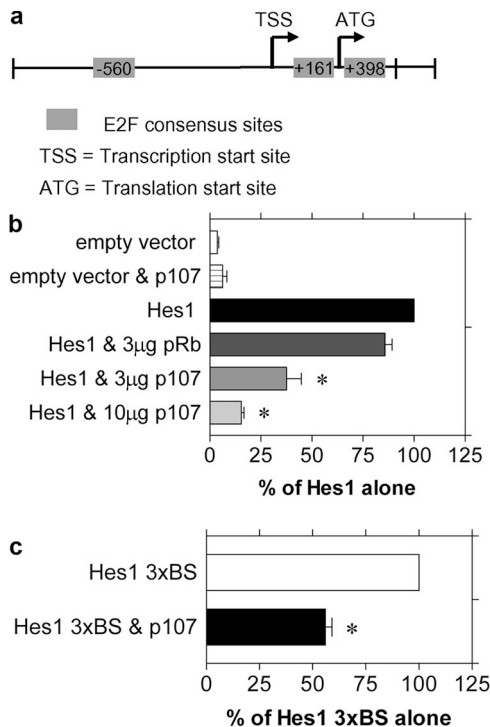 a
TSS ATG
-560 +161 +398
E2F consensus sites
TSS = Transcription start site
ATG = Translation start site
b
empty vector
empty vector & p107
Hes1
Hes1 & 3µg pRb
Hes1 & 3µg p107 *
Hes1 & 10µg p107 *
0 25 50 75 100 125
% of Hes1 alone
c
Hes1 3xBS
Hes1 3xBS & p107 *
0 25 50 75 100 125
% of Hes1 3xBS alone